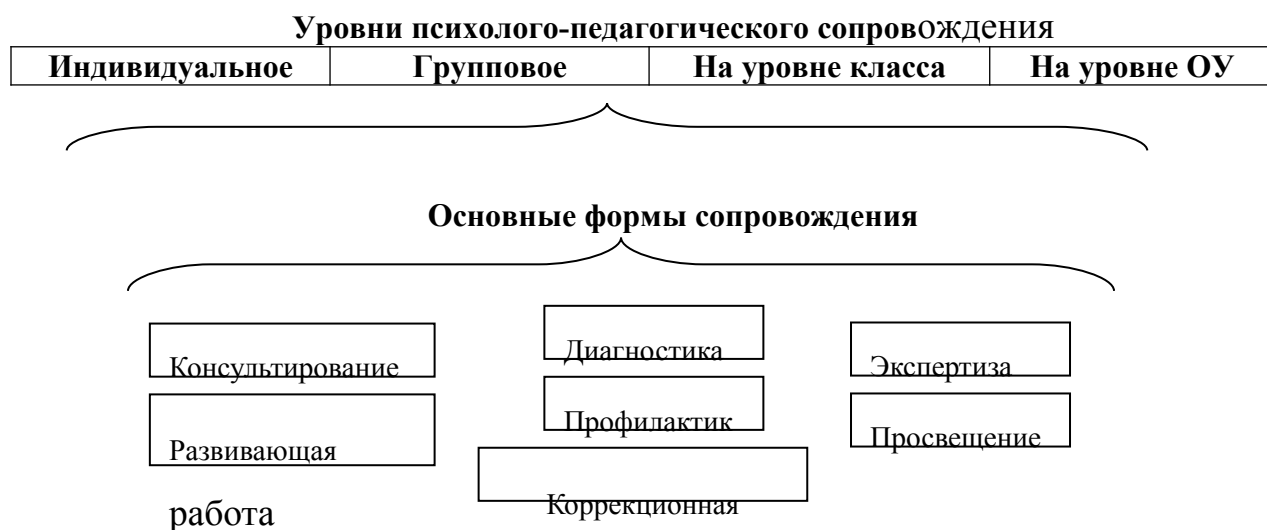 Уровни психолого-педагогического сопровождения
Индивидуальное Групповое На уровне класса На уровне ОУ
Основные формы сопровождения
Консультирование Диагностика Экспертиза
Развивающая Профилактик Просвещение
работа Коррекционная